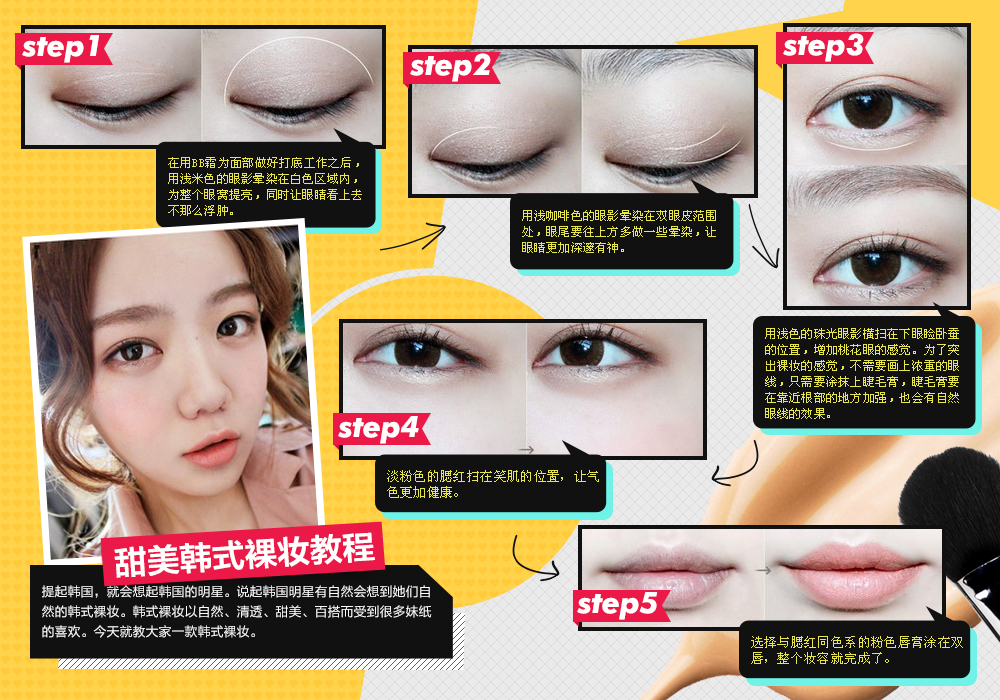 step1
在用BB霜为面部做好打底工作之后，
用浅米色的眼影晕染在白色区域内，
为整个眼窝提亮，同时让眼睛看上去
不那么浮肿。
step2
用浅咖啡色的眼影晕染在双眼皮范围
处，眼尾要往上方多做一些晕染，让
眼睛更加深邃有神。
step3
用浅色的珠光眼影横扫在下眼睑卧蚕
的位置，增加桃花眼的感觉。为了突
出裸妆的感觉，不需要画上浓重的眼
线，只需要涂抹上睫毛膏，睫毛膏要
在靠近根部的地方加强，也会有自然
眼线的效果。
step4
淡粉色的腮红扫在笑肌的位置，让气
色更加健康。
step5
选择与腮红同色系的粉色唇膏涂在双
唇，整个妆容就完成了。
甜美韩式裸妆教程
提起韩国，就会想起韩国的明星。说起韩国明星有自然会想到她们自
然的韩式裸妆。韩式裸妆以自然、清透、甜美、百搭而受到很多妹纸
的喜欢。今天就教大家一款韩式裸妆。